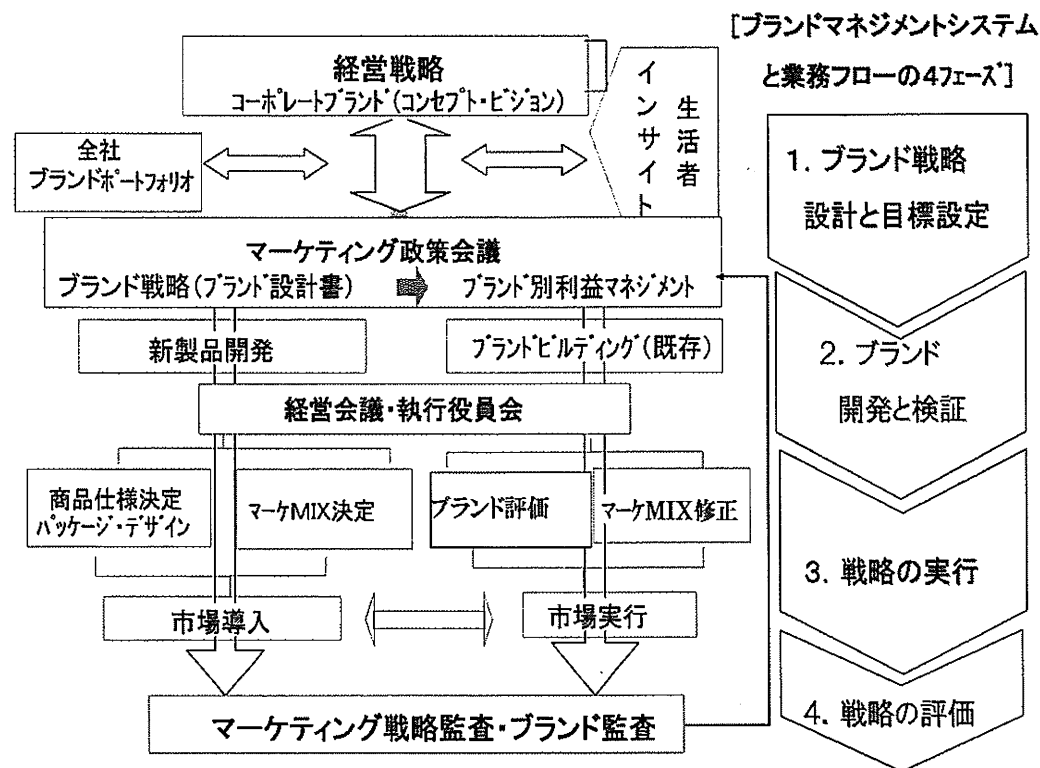 [ブランドマネジメントシステム
と業務フローの4フェーズ]
経営戦略
コーポレートブランド(コンセプト・ビジョン)
生活者
インサイト
全社
ブランドポートフォリオ
マーケティング政策会議
ブランド戦略(ブランド設計書)
ブランド別利益マネジメント
新製品開発
ブランドビルディング(既存)
経営会議・執行役員会
商品仕様決定
パッケージ・デザイン
マーケMIX決定
ブランド評価
マーケMIX修正
市場導入
市場実行
マーケティング戦略監査・ブランド監査
1. ブランド戦略
設計と目標設定
2. ブランド
開発と検証
3. 戦略の実行
4. 戦略の評価